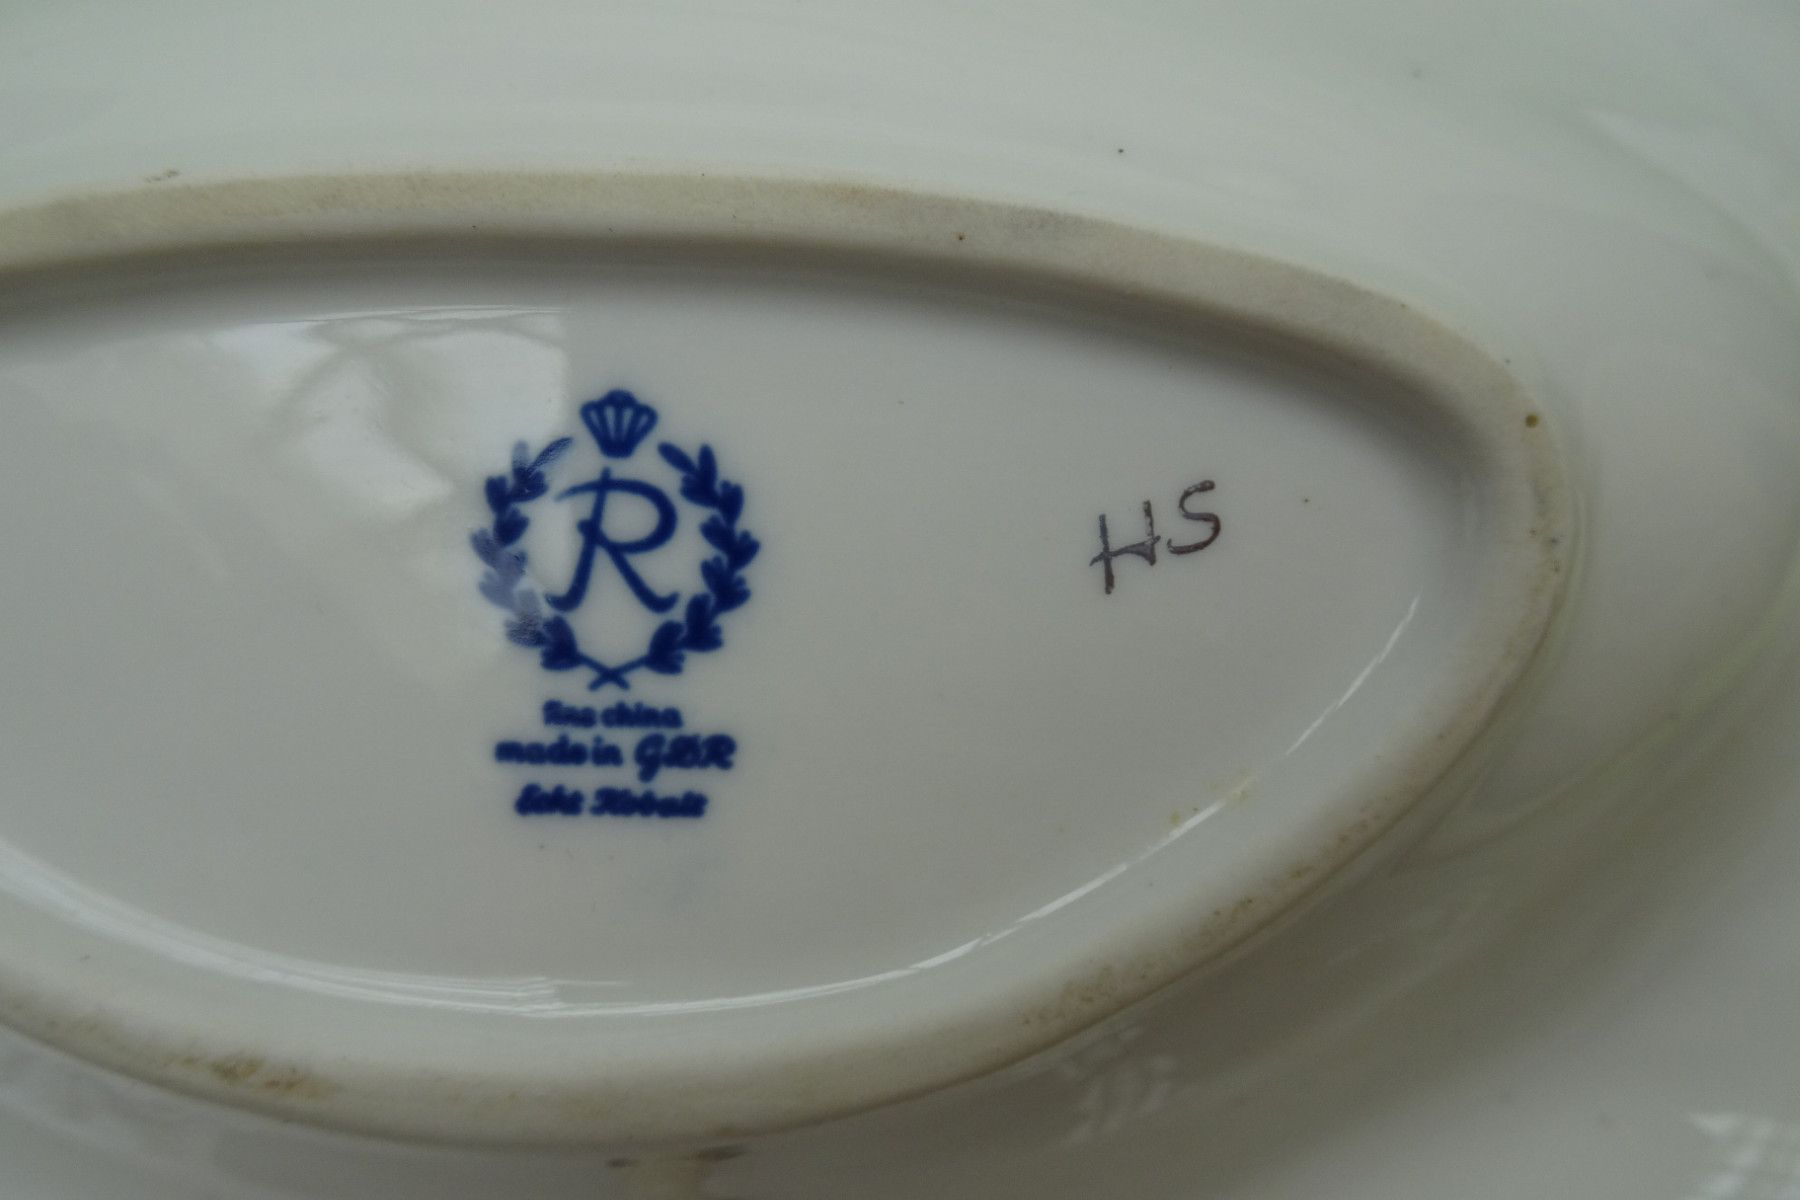 R
HS
fine china
made in GDR
Echt Kobalt